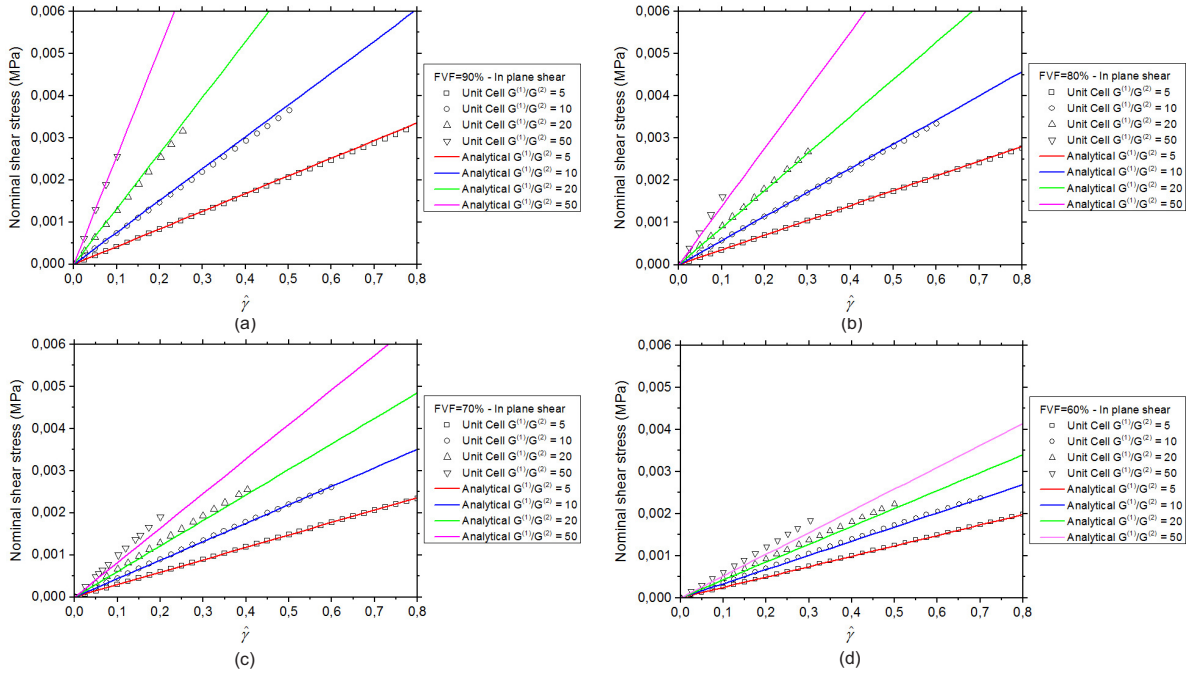 0,006
0,005
0,004
0,003
0,002
0,001
0,000
Nominal shear stress (MPa)
0,0 0,1 0,2 0,3 0,4 0,5 0,6 0,7 0,8
γ̂
(a)
FVF=90% - In plane shear
Unit Cell G⁽¹⁾/G⁽²⁾ = 5
Unit Cell G⁽¹⁾/G⁽²⁾ = 10
Unit Cell G⁽¹⁾/G⁽²⁾ = 20
Unit Cell G⁽¹⁾/G⁽²⁾ = 50
Analytical G⁽¹⁾/G⁽²⁾ = 5
Analytical G⁽¹⁾/G⁽²⁾ = 10
Analytical G⁽¹⁾/G⁽²⁾ = 20
Analytical G⁽¹⁾/G⁽²⁾ = 50
0,006
0,005
0,004
0,003
0,002
0,001
0,000
Nominal shear stress (MPa)
0,0 0,1 0,2 0,3 0,4 0,5 0,6 0,7 0,8
γ̂
(b)
FVF=80% - In plane shear
Unit Cell G⁽¹⁾/G⁽²⁾ = 5
Unit Cell G⁽¹⁾/G⁽²⁾ = 10
Unit Cell G⁽¹⁾/G⁽²⁾ = 20
Unit Cell G⁽¹⁾/G⁽²⁾ = 50
Analytical G⁽¹⁾/G⁽²⁾ = 5
Analytical G⁽¹⁾/G⁽²⁾ = 10
Analytical G⁽¹⁾/G⁽²⁾ = 20
Analytical G⁽¹⁾/G⁽²⁾ = 50
0,006
0,005
0,004
0,003
0,002
0,001
0,000
Nominal shear stress (MPa)
0,0 0,1 0,2 0,3 0,4 0,5 0,6 0,7 0,8
γ̂
(c)
FVF=70% - In plane shear
Unit Cell G⁽¹⁾/G⁽²⁾ = 5
Unit Cell G⁽¹⁾/G⁽²⁾ = 10
Unit Cell G⁽¹⁾/G⁽²⁾ = 20
Unit Cell G⁽¹⁾/G⁽²⁾ = 50
Analytical G⁽¹⁾/G⁽²⁾ = 5
Analytical G⁽¹⁾/G⁽²⁾ = 10
Analytical G⁽¹⁾/G⁽²⁾ = 20
Analytical G⁽¹⁾/G⁽²⁾ = 50
0,006
0,005
0,004
0,003
0,002
0,001
0,000
Nominal shear stress (MPa)
0,0 0,1 0,2 0,3 0,4 0,5 0,6 0,7 0,8
γ̂
(d)
FVF=60% - In plane shear
Unit Cell G⁽¹⁾/G⁽²⁾ = 5
Unit Cell G⁽¹⁾/G⁽²⁾ = 10
Unit Cell G⁽¹⁾/G⁽²⁾ = 20
Unit Cell G⁽¹⁾/G⁽²⁾ = 50
Analytical G⁽¹⁾/G⁽²⁾ = 5
Analytical G⁽¹⁾/G⁽²⁾ = 10
Analytical G⁽¹⁾/G⁽²⁾ = 20
Analytical G⁽¹⁾/G⁽²⁾ = 50